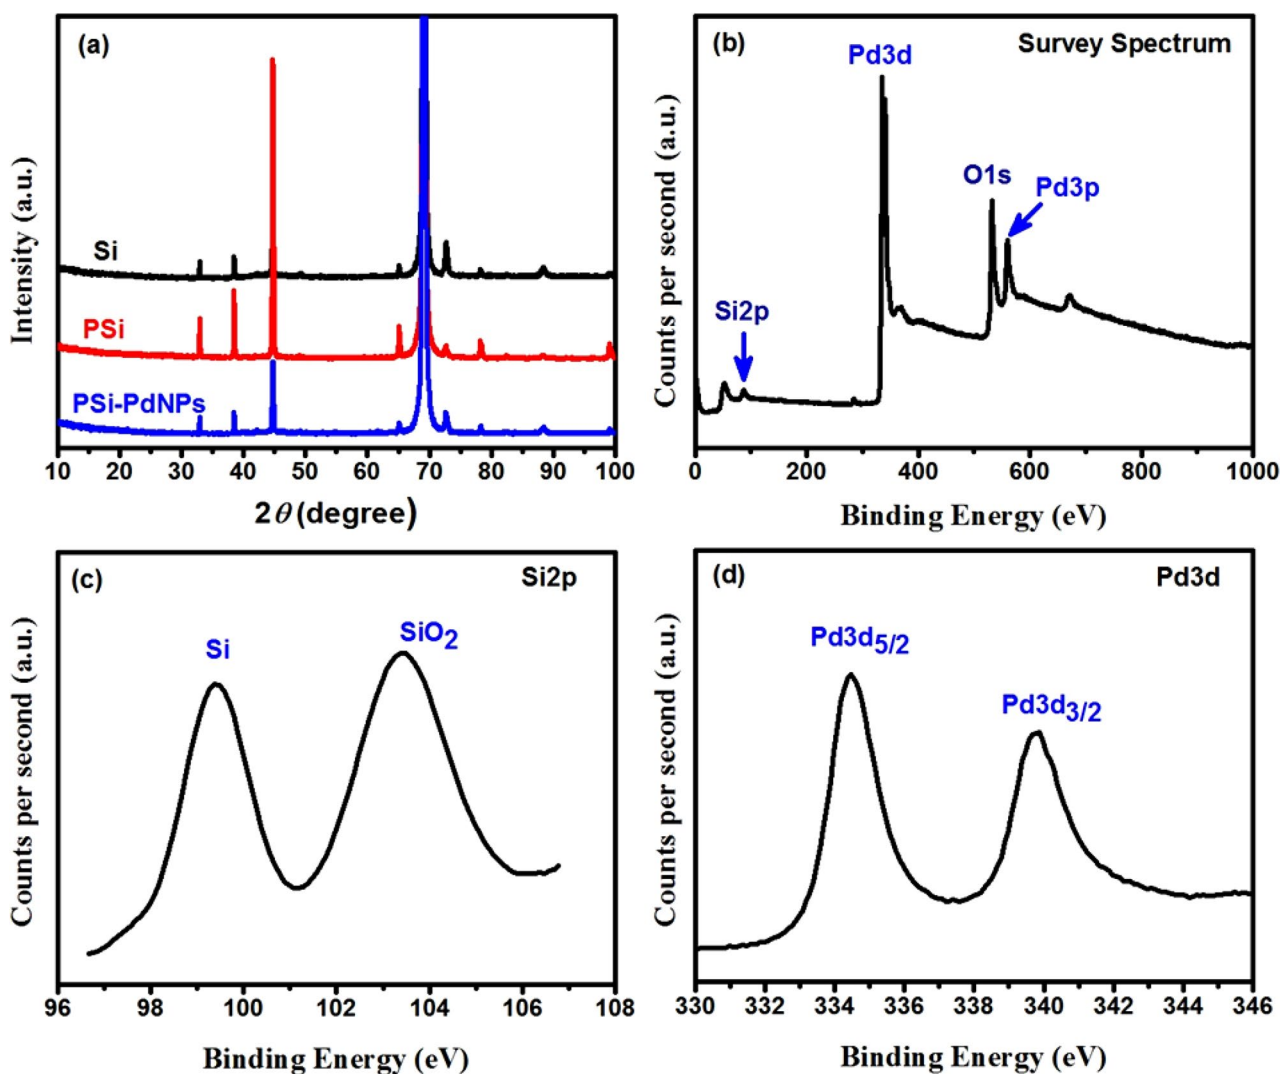 (a)
Si
PSi
PSi-PdNPs
Intensity (a.u.)
10 20 30 40 50 60 70 80 90 100
2θ (degree)
(b)
Survey Spectrum
Pd3d
O1s
Pd3p
Si2p
Counts per second (a.u.)
0 200 400 600 800 1000
Binding Energy (eV)
(c)
Si2p
Si
SiO2
Counts per second (a.u.)
96 98 100 102 104 106 108
Binding Energy (eV)
(d)
Pd3d
Pd3d5/2
Pd3d3/2
Counts per second (a.u.)
330 332 334 336 338 340 342 344 346
Binding Energy (eV)